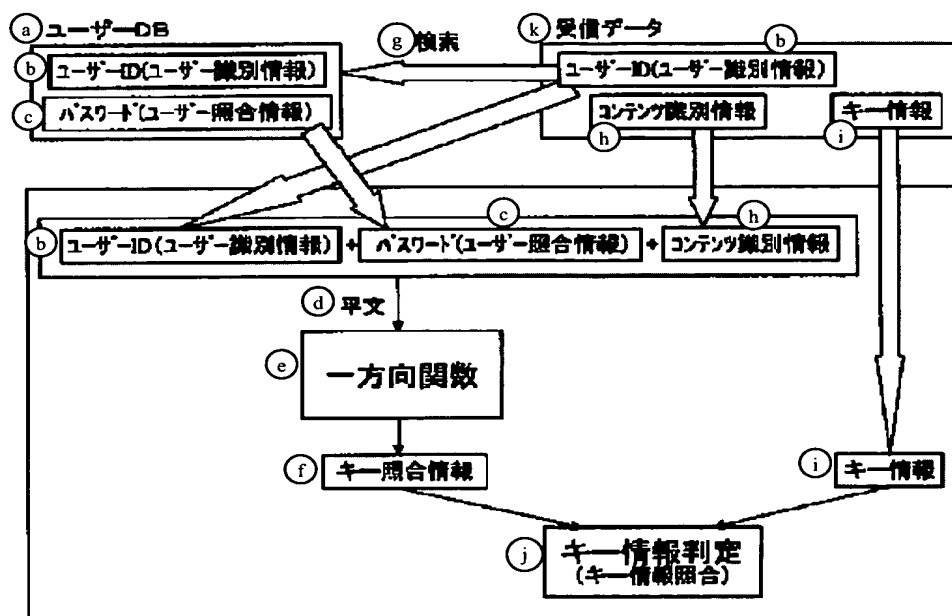 a ユーザーDB
g 検索
k 受信データ
b ユーザーID(ユーザー識別情報)
b ユーザーID(ユーザー識別情報)
c パスワード(ユーザー照合情報)
コンテンツ識別情報 h
キー情報 i
b ユーザーID(ユーザー識別情報) + c パスワード(ユーザー照合情報) + h コンテンツ識別情報
d 平文
e 一方向関数
f キー照合情報
i キー情報
j キー情報判定
(キー情報照合)